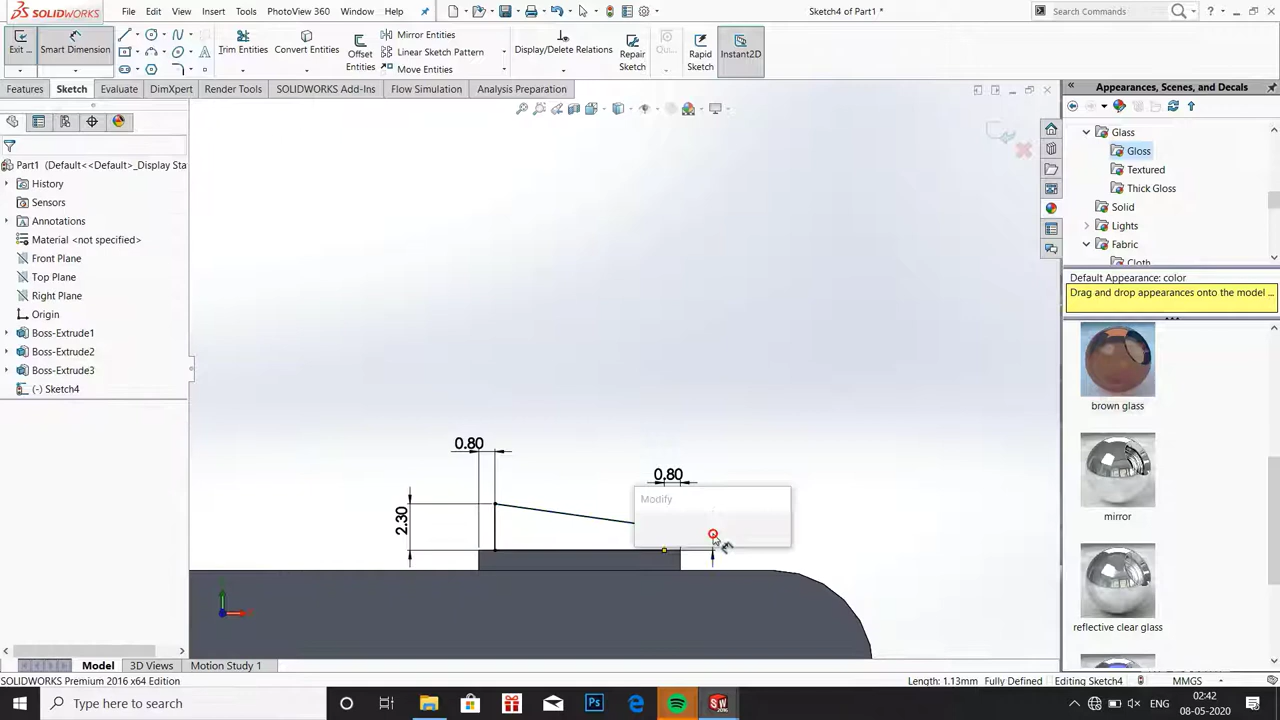 SOLIDWORKS
File Edit View Insert Tools PhotoView 360 Window Help
Sketch4 of Part1 *
Search Commands
Exit ...
Smart Dimension
Trim Entities
Convert Entities
Offset Entities
Mirror Entities
Linear Sketch Pattern
Move Entities
Display/Delete Relations
Repair Sketch
Qui...
Rapid Sketch
Instant2D
Features Sketch Evaluate DimXpert Render Tools SOLIDWORKS Add-Ins Flow Simulation Analysis Preparation
Part1 (Default<<Default>_Display Sta
History
Sensors
Annotations
Material <not specified>
Front Plane
Top Plane
Right Plane
Origin
Boss-Extrude1
Boss-Extrude2
Boss-Extrude3
(-) Sketch4
0.80
0.80
2.30
Modify
Appearances, Scenes, and Decals
Glass
Gloss
Textured
Thick Gloss
Solid
Lights
Fabric
Cloth
Default Appearance: color
Drag and drop appearances onto the model ...
brown glass
mirror
reflective clear glass
Model 3D Views Motion Study 1
SOLIDWORKS Premium 2016 x64 Edition
Length: 1.13mm Fully Defined Editing Sketch4 MMGS
Type here to search
ENG
02:42
08-05-2020